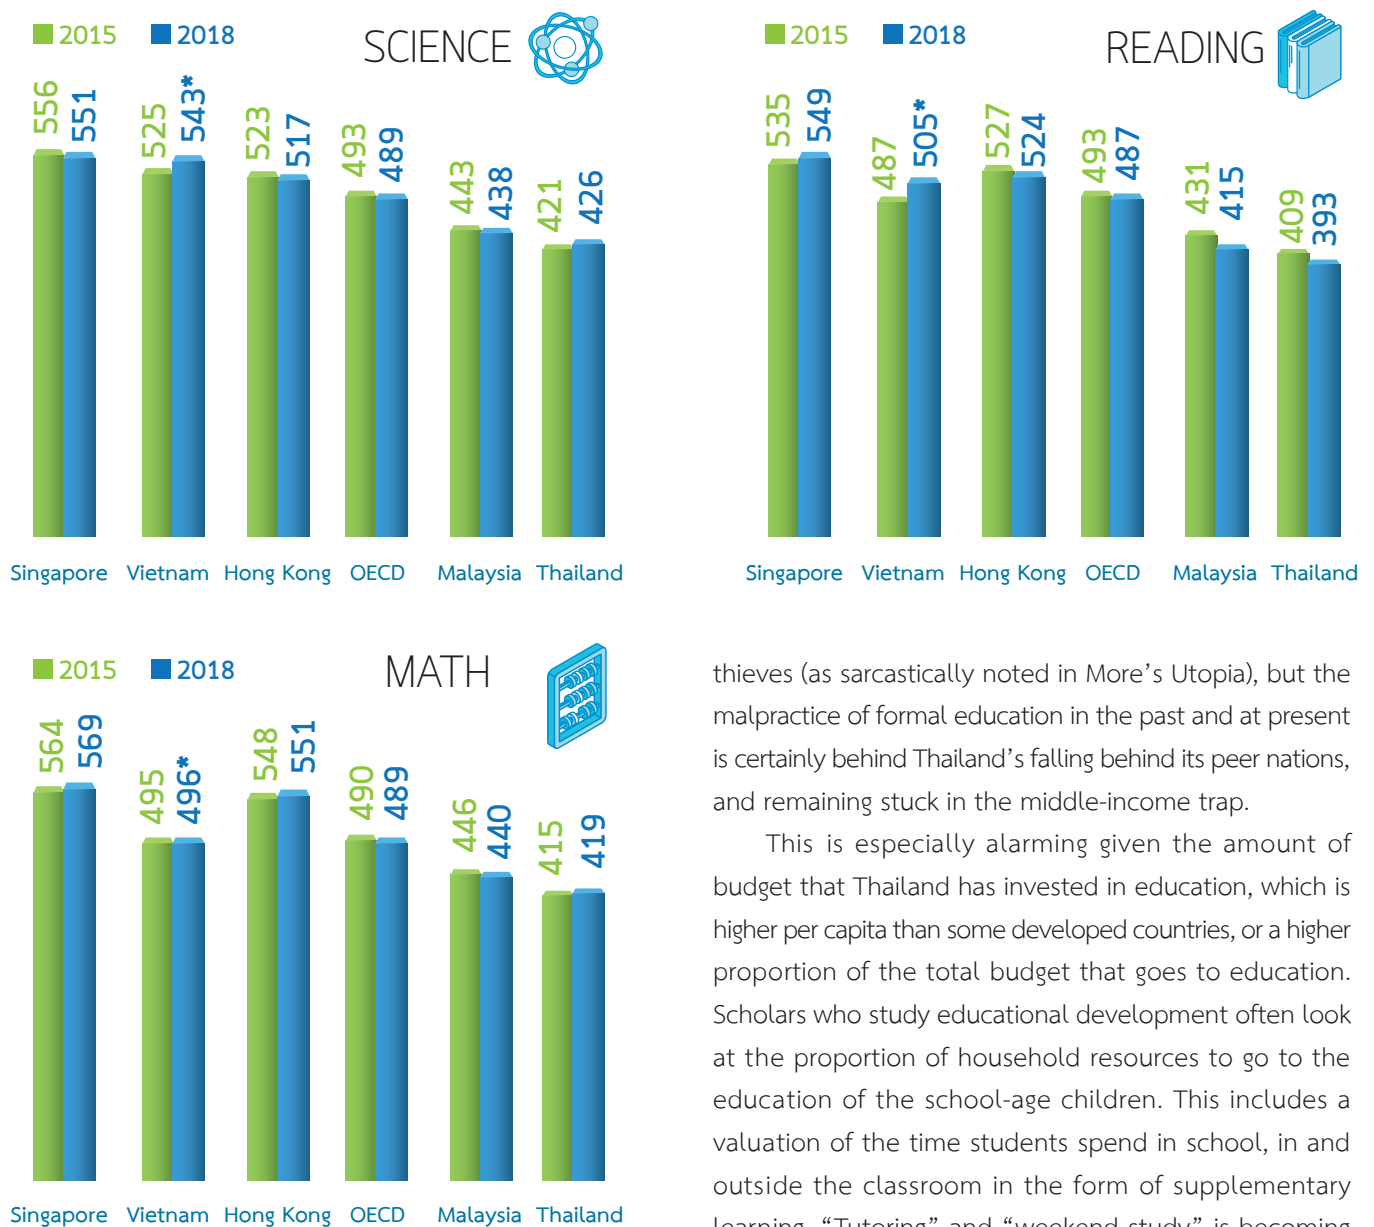 2015 2018 SCIENCE
556 551 525 543* 523 517 493 489 443 438 421 426
Singapore Vietnam Hong Kong OECD Malaysia Thailand
2015 2018 READING
535 549 487 505* 527 524 493 487 431 415 409 393
Singapore Vietnam Hong Kong OECD Malaysia Thailand
2015 2018 MATH
564 569 495 496* 548 551 490 489 446 440 415 419
Singapore Vietnam Hong Kong OECD Malaysia Thailand
thieves (as sarcastically noted in More's Utopia), but the
malpractice of formal education in the past and at present
is certainly behind Thailand's falling behind its peer nations,
and remaining stuck in the middle-income trap.
This is especially alarming given the amount of
budget that Thailand has invested in education, which is
higher per capita than some developed countries, or a higher
proportion of the total budget that goes to education.
Scholars who study educational development often look
at the proportion of household resources to go to the
education of the school-age children. This includes a
valuation of the time students spend in school, in and
outside the classroom in the form of supplementary
learning. “Tutoring” and “weekend study” is becoming